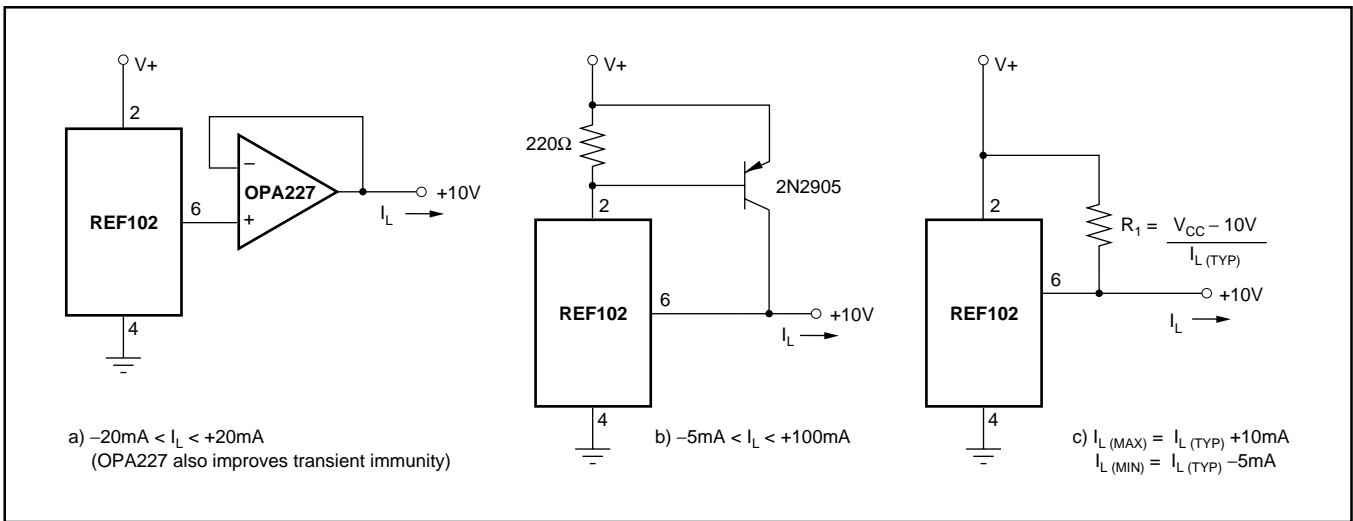 V+
2
REF102
6
4
−
+
OPA227
+10V
I_L
a) −20mA < I_L < +20mA
(OPA227 also improves transient immunity)
V+
220Ω
2N2905
2
REF102
6
4
+10V
I_L
b) −5mA < I_L < +100mA
V+
2
REF102
6
4
R_1 = V_CC − 10V
I_L (TYP)
+10V
I_L
c) I_L (MAX) = I_L (TYP) +10mA
I_L (MIN) = I_L (TYP) −5mA